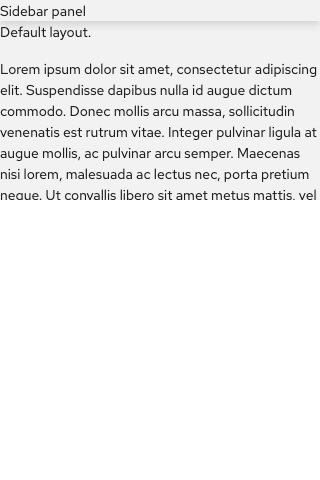 Sidebar panel
Default layout.
Lorem ipsum dolor sit amet, consectetur adipiscing
elit. Suspendisse dapibus nulla id augue dictum
commodo. Donec mollis arcu massa, sollicitudin
venenatis est rutrum vitae. Integer pulvinar ligula at
augue mollis, ac pulvinar arcu semper. Maecenas
nisi lorem, malesuada ac lectus nec, porta pretium
neque. Ut convallis libero sit amet metus mattis, vel